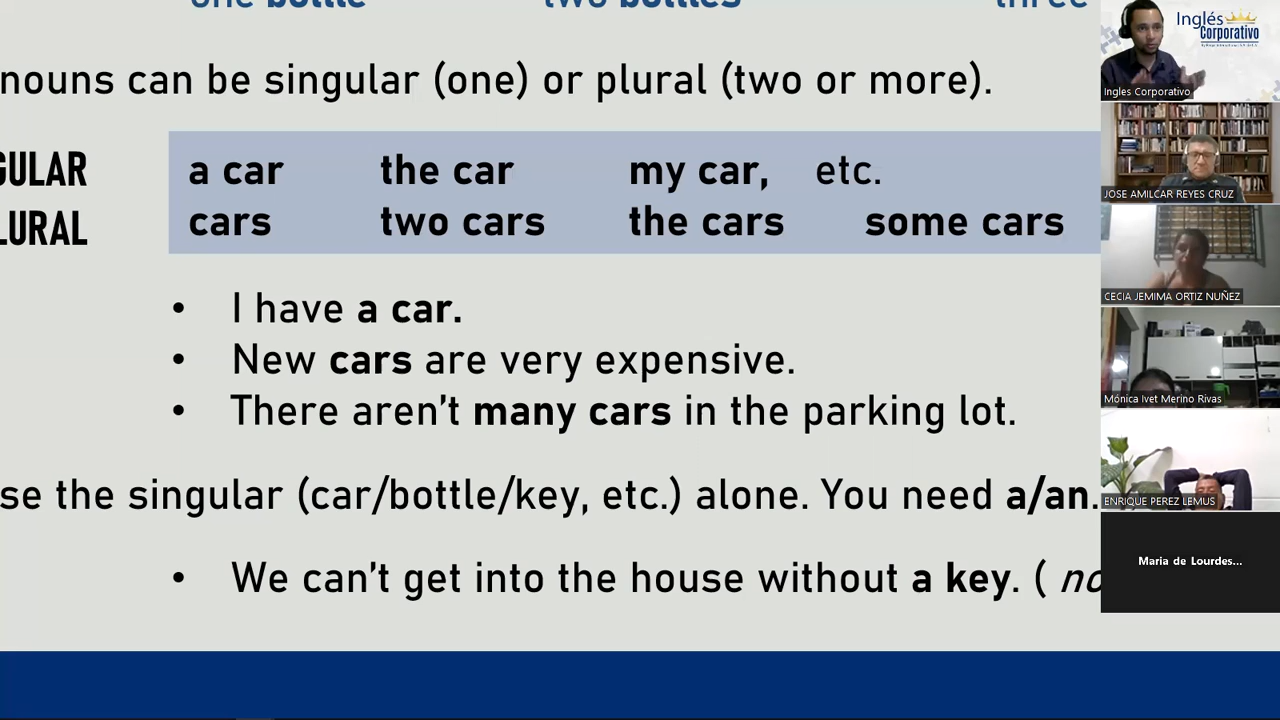 one bottle two bottles three
nouns can be singular (one) or plural (two or more).
GULAR a car the car my car, etc.
LURAL cars two cars the cars some cars
• I have a car.
• New cars are very expensive.
• There aren't many cars in the parking lot.
se the singular (car/bottle/key, etc.) alone. You need a/an.
• We can't get into the house without a key. ( no
Inglés
Corporativo
Ingles Corporativo
JOSE AMILCAR REYES CRUZ
CECIA JEMIMA ORTIZ NUÑEZ
Mónica Ivet Merino Rivas
ENRIQUE PEREZ LEMUS
Maria de Lourdes...